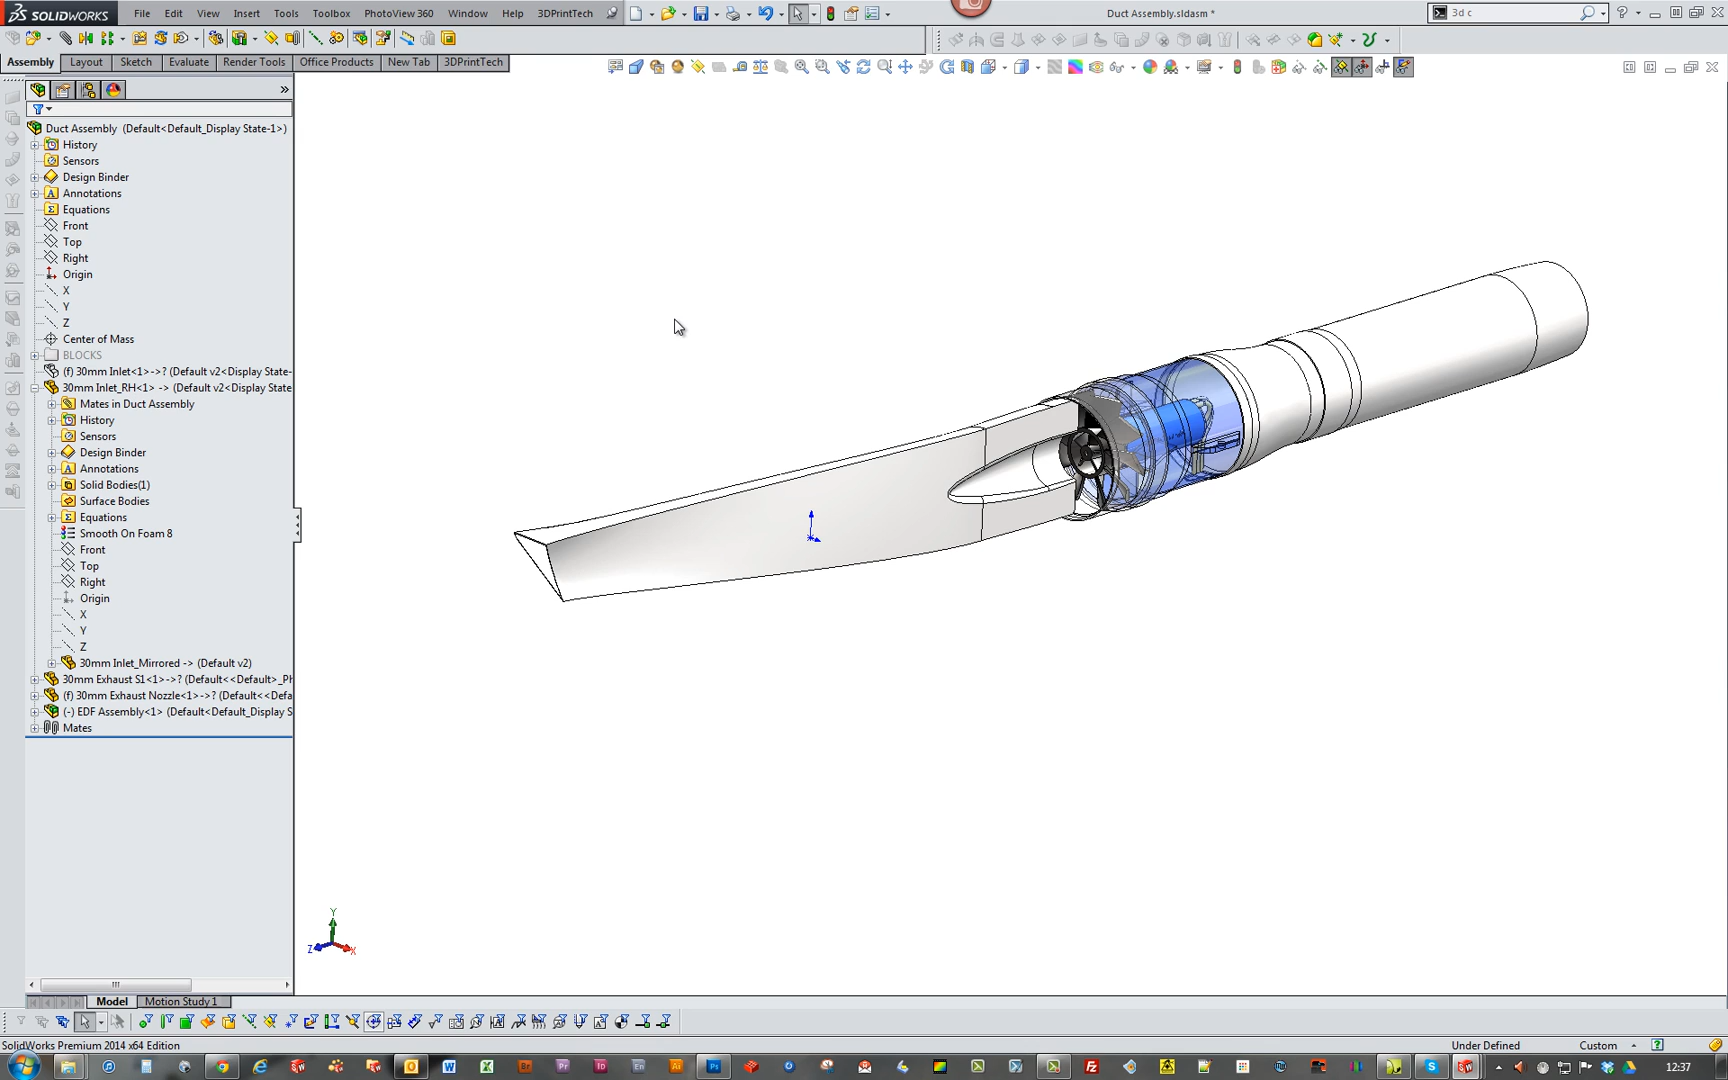 SOLIDWORKS File Edit View Insert Tools Toolbox PhotoView 360 Window Help 3DPrintTech Duct Assembly.sldasm * 3d c
Assembly Layout Sketch Evaluate Render Tools Office Products New Tab 3DPrintTech
Duct Assembly (Default<Default_Display State-1>)
History
Sensors
Design Binder
Annotations
Equations
Front
Top
Right
Origin
X
Y
Z
Center of Mass
BLOCKS
(f) 30mm Inlet<1>->? (Default v2<Display State-
30mm Inlet_RH<1> -> (Default v2<Display State
Mates in Duct Assembly
History
Sensors
Design Binder
Annotations
Solid Bodies(1)
Surface Bodies
Equations
Smooth On Foam 8
Front
Top
Right
Origin
X
Y
Z
30mm Inlet_Mirrored -> (Default v2)
30mm Exhaust S1<1>->? (Default<<Default>_Ph
(f) 30mm Exhaust Nozzle<1>->? (Default<<Defa
(-) EDF Assembly<1> (Default<Default_Display S
Mates
Y
Z X
Model Motion Study 1
SolidWorks Premium 2014 x64 Edition Under Defined Custom
12:37